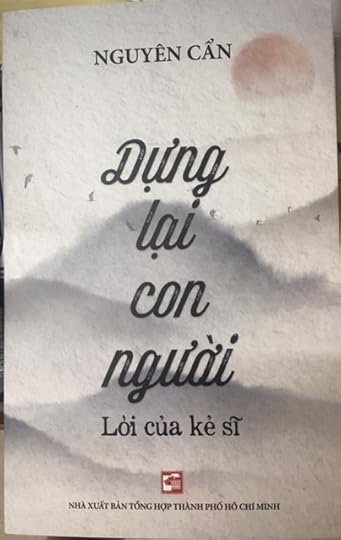 NGUYÊN CẨN
Dựng
lại
con
người
Lời của kẻ sĩ
NHÀ XUẤT BẢN TỔNG HỢP THÀNH PHỐ HỒ CHÍ MINH